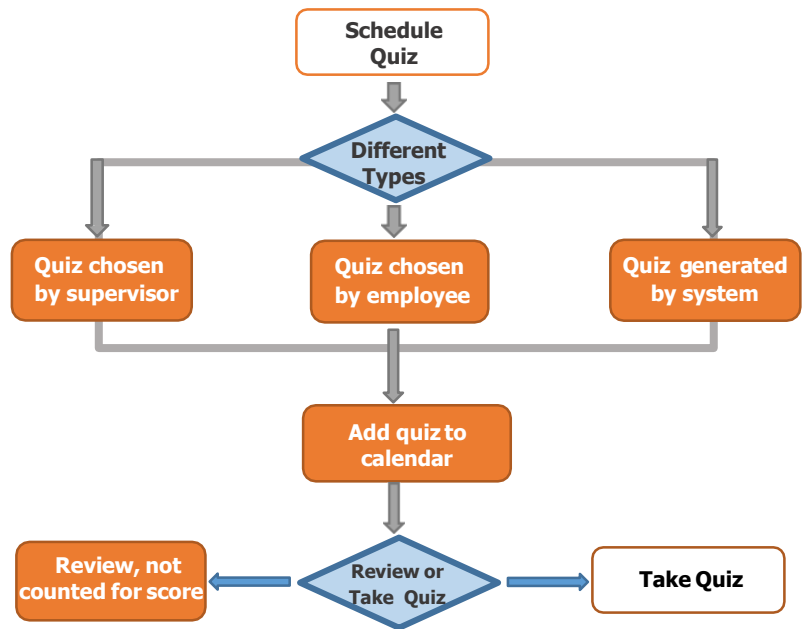 Schedule
Quiz
Different
Types
Quiz chosen
by supervisor
Quiz chosen
by employee
Quiz generated
by system
Add quiz to
calendar
Review, not
counted for score
Review or
Take Quiz
Take Quiz